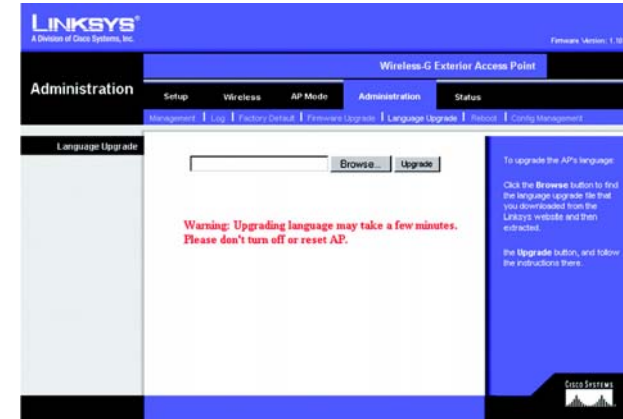 LINKSYS®
A Division of Cisco Systems, Inc.
Firmware Version: 1.10
Wireless-G Exterior Access Point
Administration
Setup Wireless AP Mode Administration Status
Management | Log | Factory Default | Firmware Upgrade | Language Upgrade | Reboot | Config Management
Language Upgrade
Browse... Upgrade
Warning: Upgrading language may take a few minutes.
Please don't turn off or reset AP.
To upgrade the AP's language:
Click the Browse button to find
the language upgrade file that
you downloaded from the
Linksys website and then
extracted.
the Upgrade button, and follow
the instructions there.
CISCO SYSTEMS